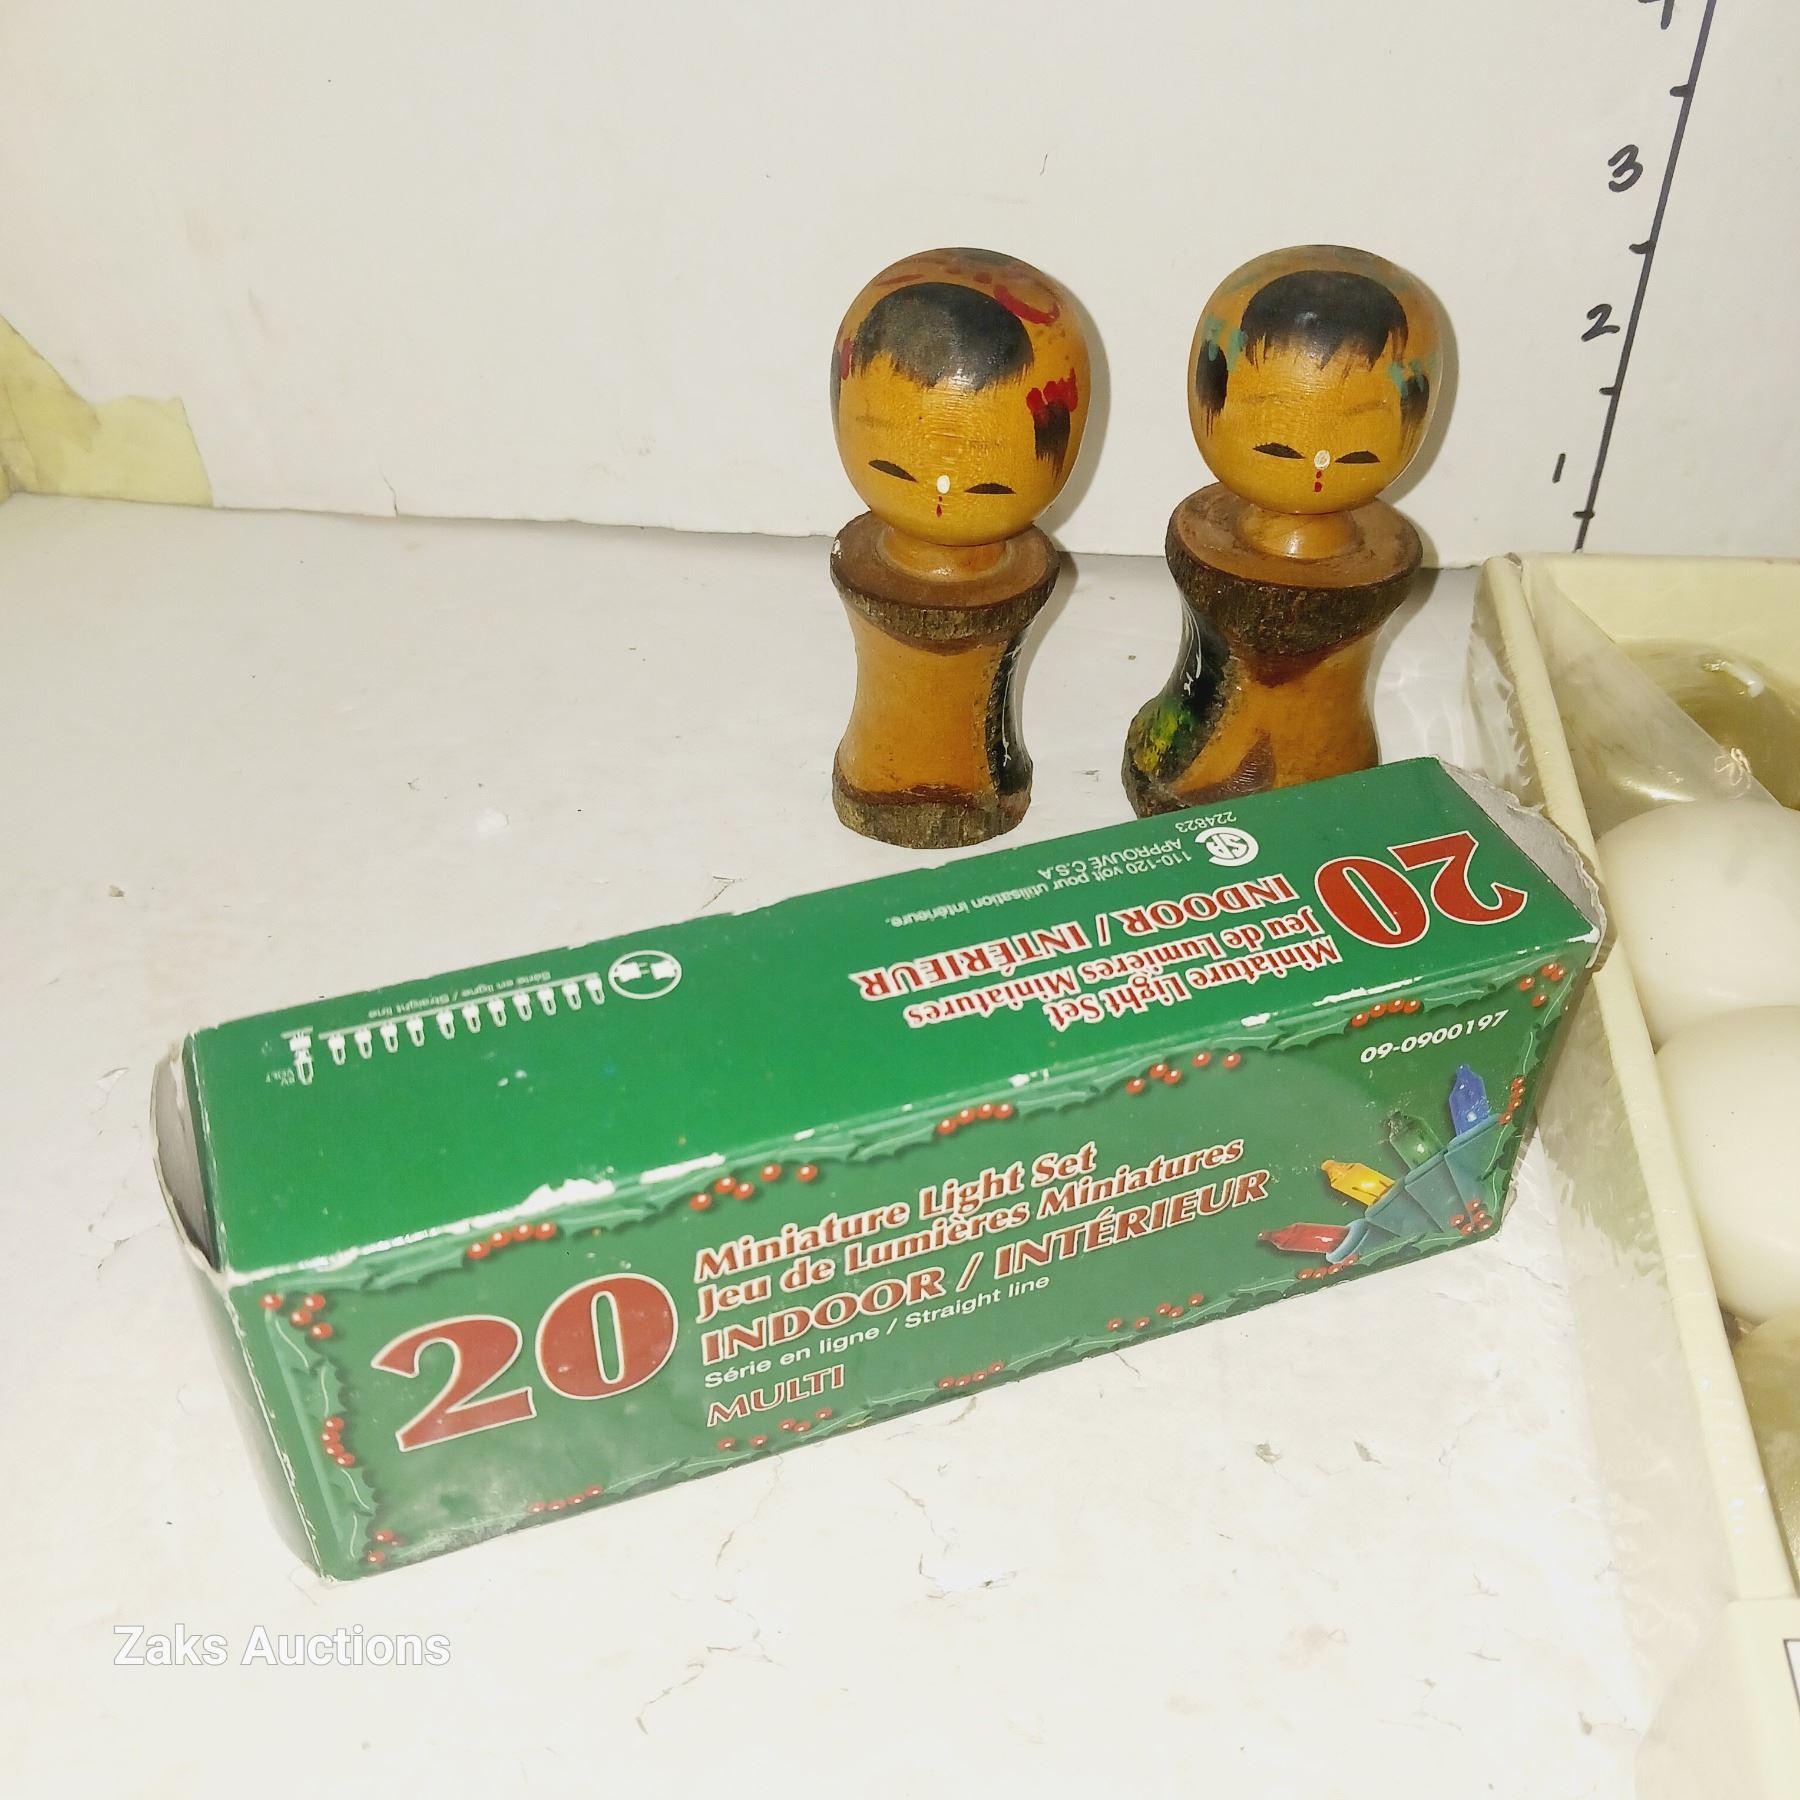 3
2
1
20
Miniature Light Set
Jeu de Lumières Miniatures
INDOOR / INTÉRIEUR
110-120 volt pour utilisation intérieure.
APPROUVÉ C.S.A
224823
Série en ligne / Straight line
09-0900197
20
Miniature Light Set
Jeu de Lumières Miniatures
INDOOR / INTÉRIEUR
Série en ligne / Straight line
MULTI
Zaks Auctions